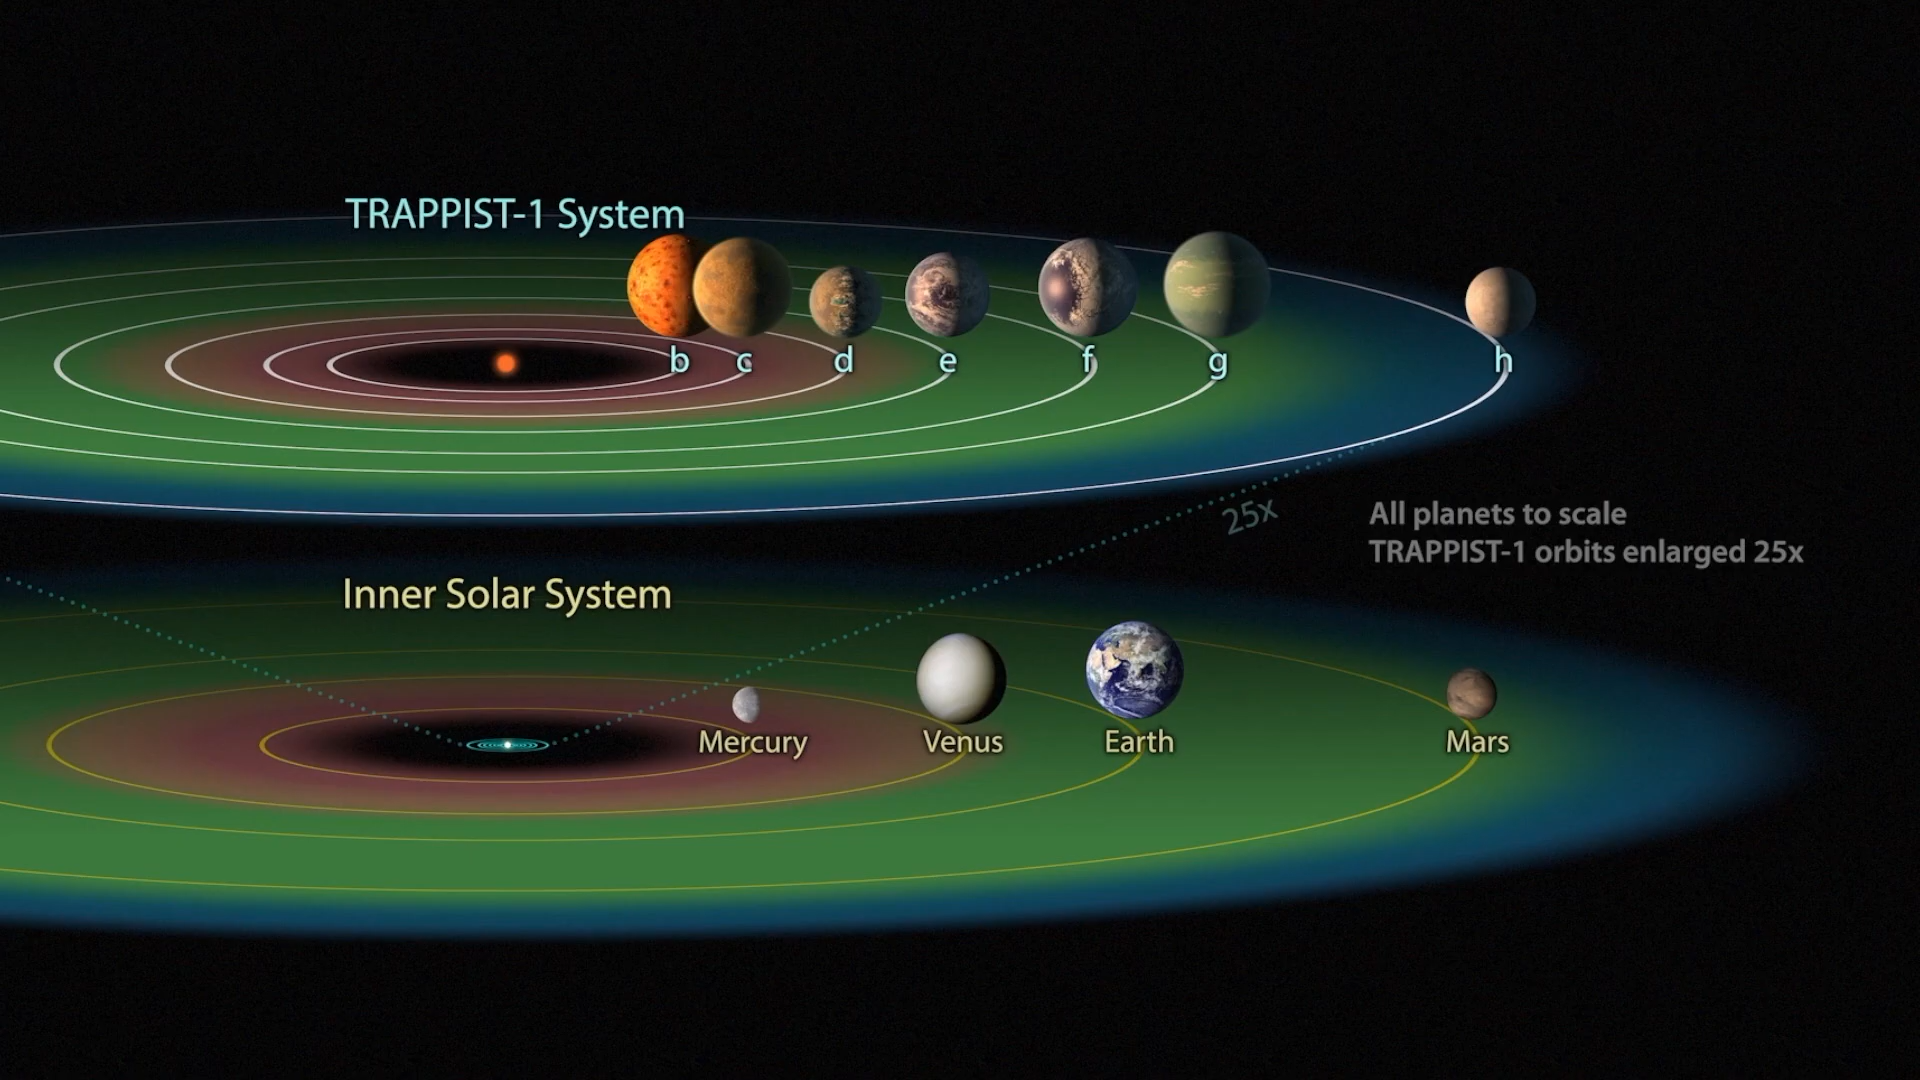 TRAPPIST-1 System
b
c
d
e
f
g
h
25x
All planets to scale
TRAPPIST-1 orbits enlarged 25x
Inner Solar System
Mercury
Venus
Earth
Mars